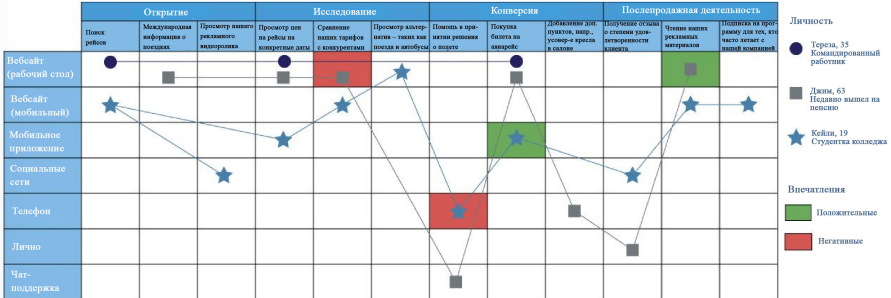 Открытие
Исследование
Конверсия
Послепродажная деятельность
Поиск
рейсов
Международная
информация о
поездках
Просмотр нашего
рекламного
видеоролика
Просмотр цен
на рейсы на
конкретные даты
Сравнение
наших тарифов
с конкурентами
Просмотр альтер-
натив – таких как
поезда и автобусы
Помощь в при-
нятии решения
о полете
Покупка
билета на
авиарейс
Добавление доп.
пунктов, напр.,
усовер-е кресла
в салоне
Получение отзыва
о степени удов-
летворенности
клиента
Чтение наших
рекламных
материалов
Подписка на прог-
рамму для тех, кто
часто летает с
нашей компанией
Вебсайт
(рабочий стол)
Вебсайт
(мобильный)
Мобильное
приложение
Социальные
сети
Телефон
Лично
Чат-
поддержка
Личность
Тереза, 35
Командированный
работник
Джим, 63
Недавно вышел на
пенсию
Кейли, 19
Студентка колледжа
Впечатления
Положительные
Негативные